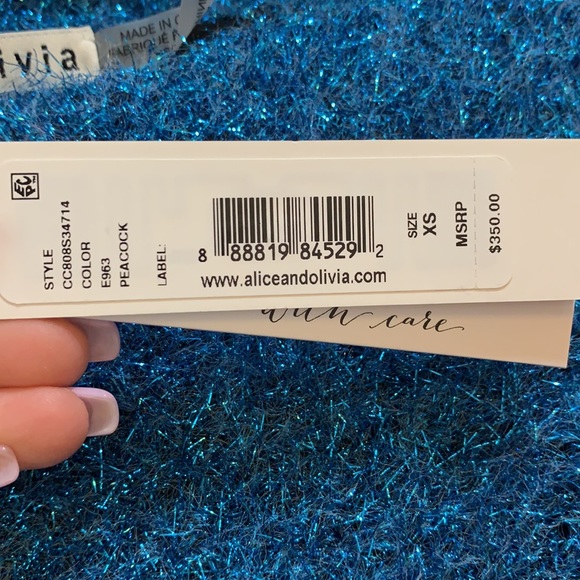 ivia
MADE IN C
FABRIQUÉ
STYLE
CC808S34714
COLOR
E963
PEACOCK
LABEL:
8 88819 84529 2
www.aliceandolivia.com
SIZE
XS
MSRP
$350.00
with care